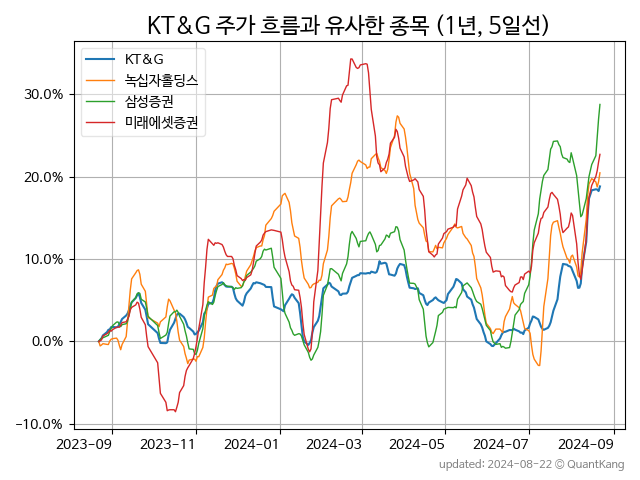 KT&G 주가 흐름과 유사한 종목 (1년, 5일선)
KT&G
녹십자홀딩스
삼성증권
미래에셋증권
30.0%
20.0%
10.0%
0.0%
−10.0%
2023-09 2023-11 2024-01 2024-03 2024-05 2024-07 2024-09
updated: 2024-08-22 © QuantKang